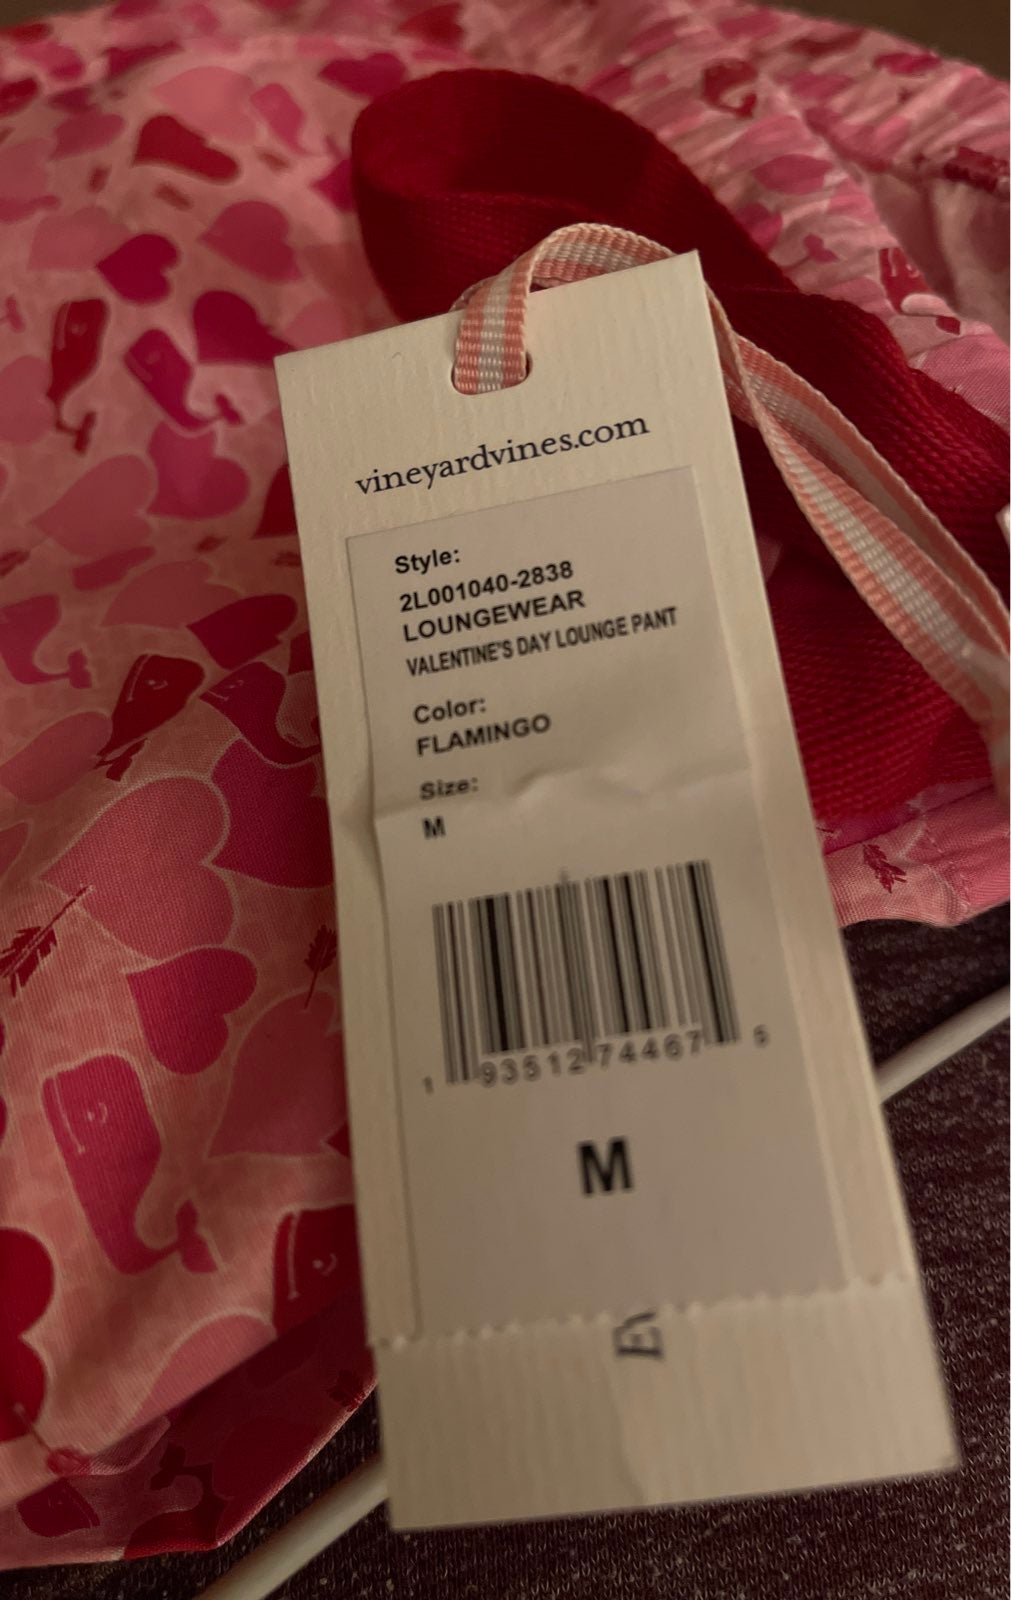 vineyardvines.com
Style:
2L001040-2838
LOUNGEWEAR
VALENTINE'S DAY LOUNGE PANT
Color:
FLAMINGO
Size:
M
1 93512 74467 5
M